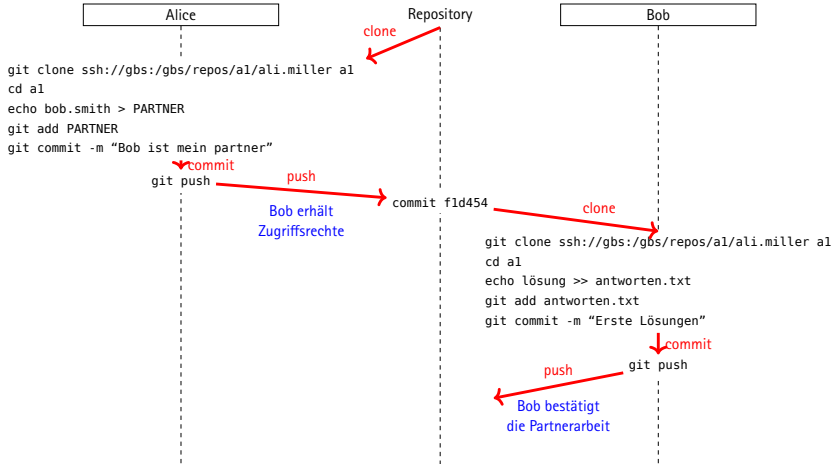 Alice
Repository
Bob
clone
git clone ssh://gbs:/gbs/repos/a1/ali.miller a1
cd a1
echo bob.smith > PARTNER
git add PARTNER
git commit -m “Bob ist mein partner”
commit
git push
push
Bob erhält
Zugriffsrechte
commit f1d454
clone
git clone ssh://gbs:/gbs/repos/a1/ali.miller a1
cd a1
echo lösung >> antworten.txt
git add antworten.txt
git commit -m “Erste Lösungen”
commit
git push
push
Bob bestätigt
die Partnerarbeit